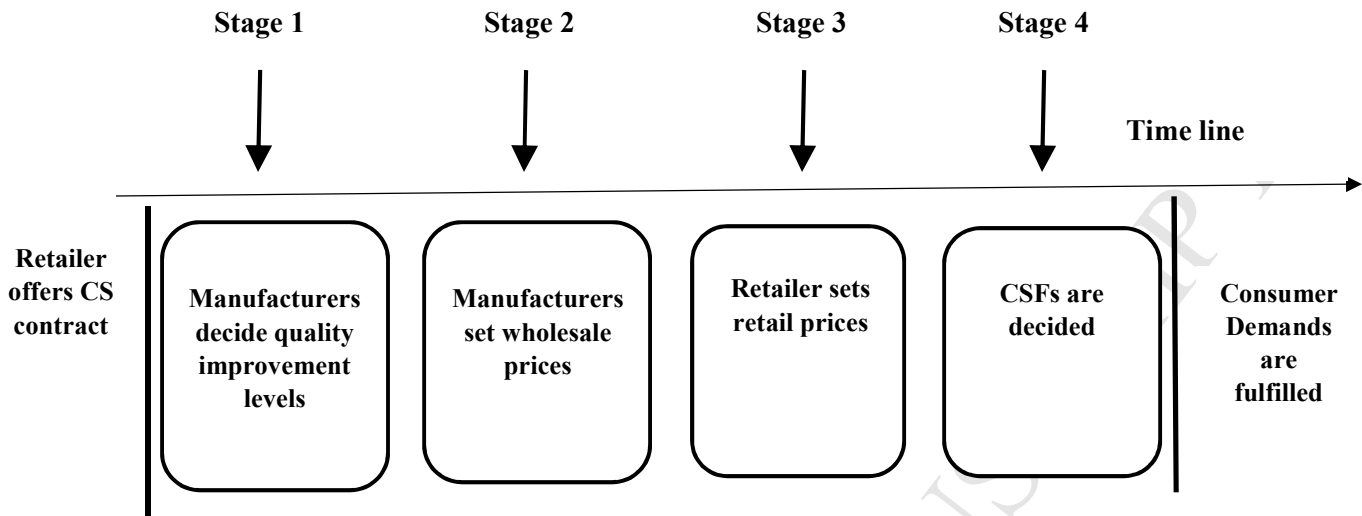 Stage 1
Stage 2
Stage 3
Stage 4
Time line
Retailer
offers CS
contract
Manufacturers
decide quality
improvement
levels
Manufacturers
set wholesale
prices
Retailer sets
retail prices
CSFs are
decided
Consumer
Demands
are
fulfilled